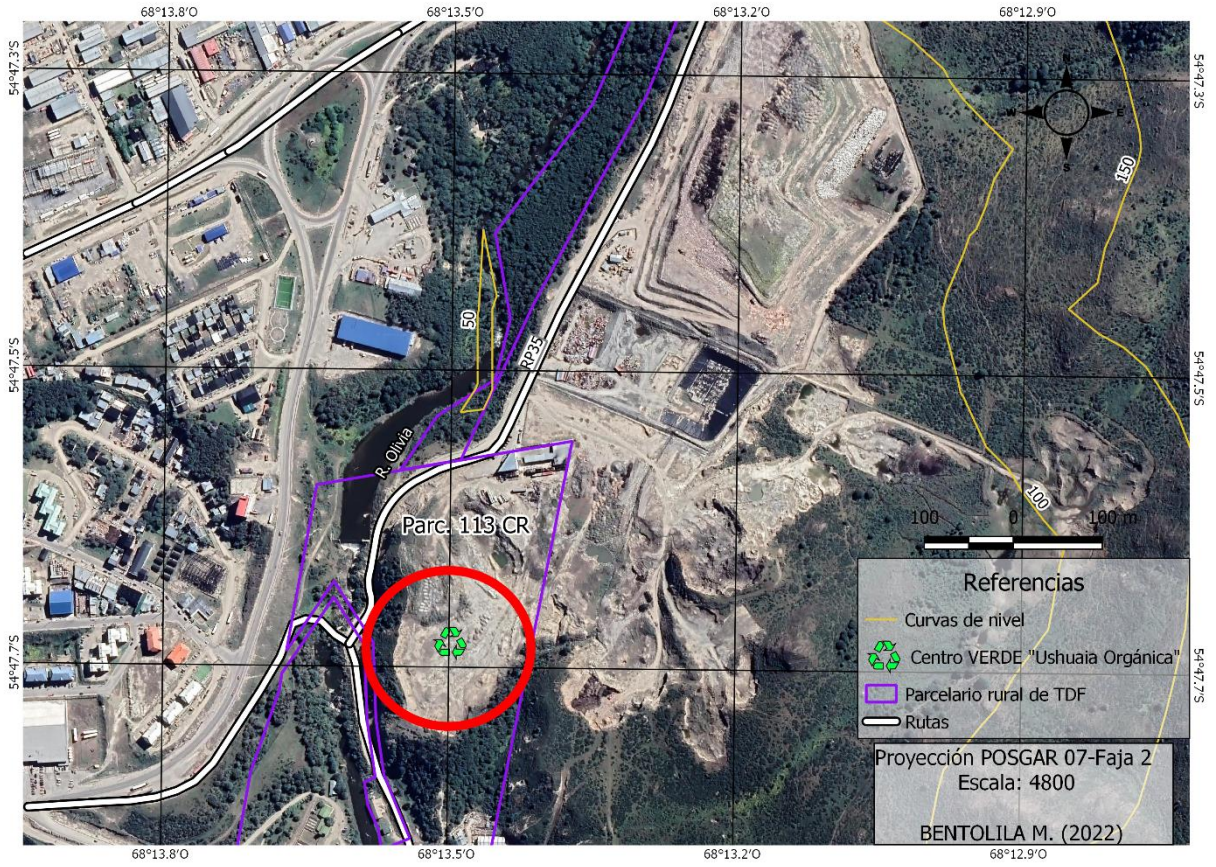 68°13.8'O 68°13.5'O 68°13.2'O 68°12.9'O
54°47.3'S 54°47.3'S
N
W E
S
150
50
RP35
54°47.5'S 54°47.5'S
R. Olivia
100
Parc. 113 CR
100 0 100 m
Referencias
Curvas de nivel
Centro VERDE "Ushuaia Orgánica"
Parcelario rural de TDF
Rutas
54°47.7'S 54°47.7'S
Proyección POSGAR 07-Faja 2
Escala: 4800
BENTOLILA M. (2022)
68°13.8'O 68°13.5'O 68°13.2'O 68°12.9'O